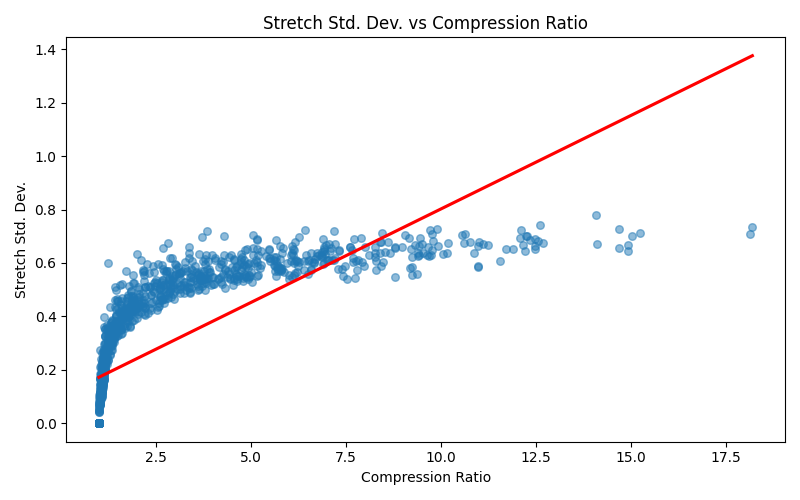 Stretch Std. Dev. vs Compression Ratio
1.4
1.2
1.0
0.8
0.6
0.4
0.2
0.0
Stretch Std. Dev.
2.5 5.0 7.5 10.0 12.5 15.0 17.5
Compression Ratio